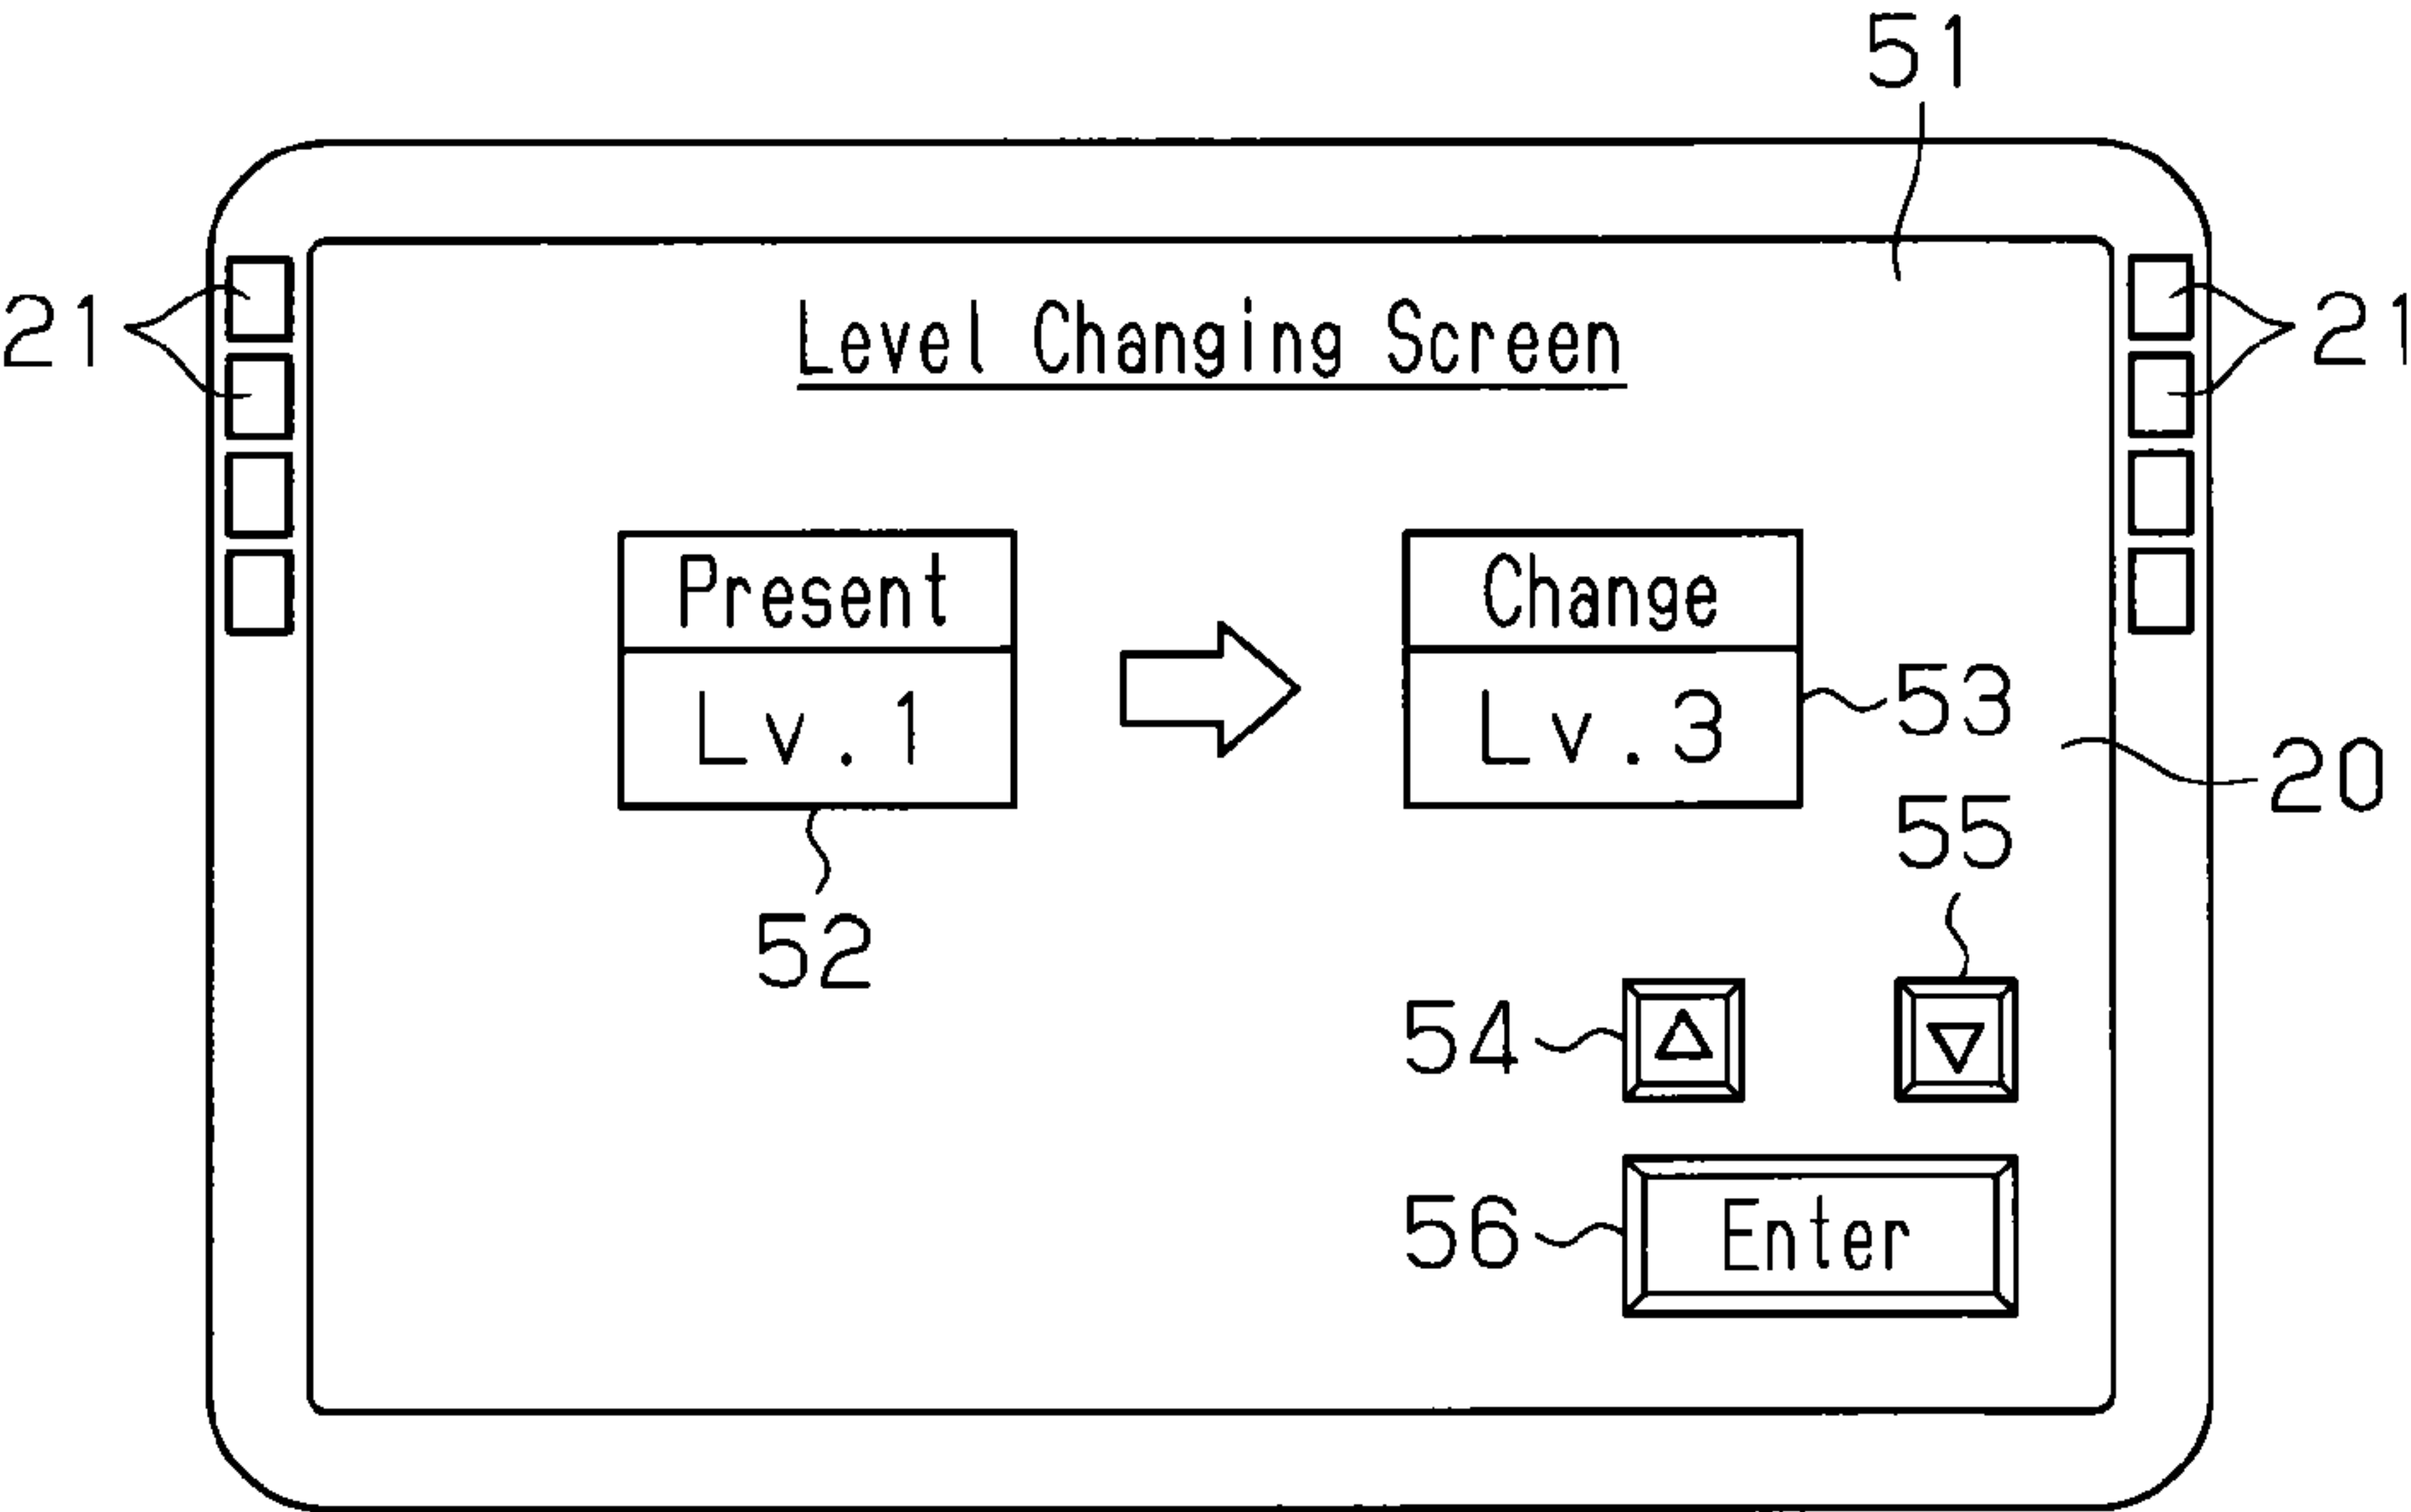 51
21
21
Level Changing Screen
Present
Change
Lv.1
Lv.3
53
20
55
52
54
56
Enter